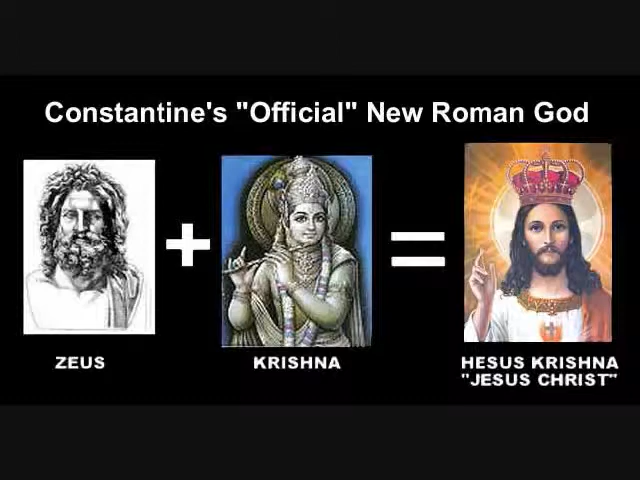 Constantine's "Official" New Roman God
+ =
ZEUS
KRISHNA
HESUS KRISHNA
"JESUS CHRIST"